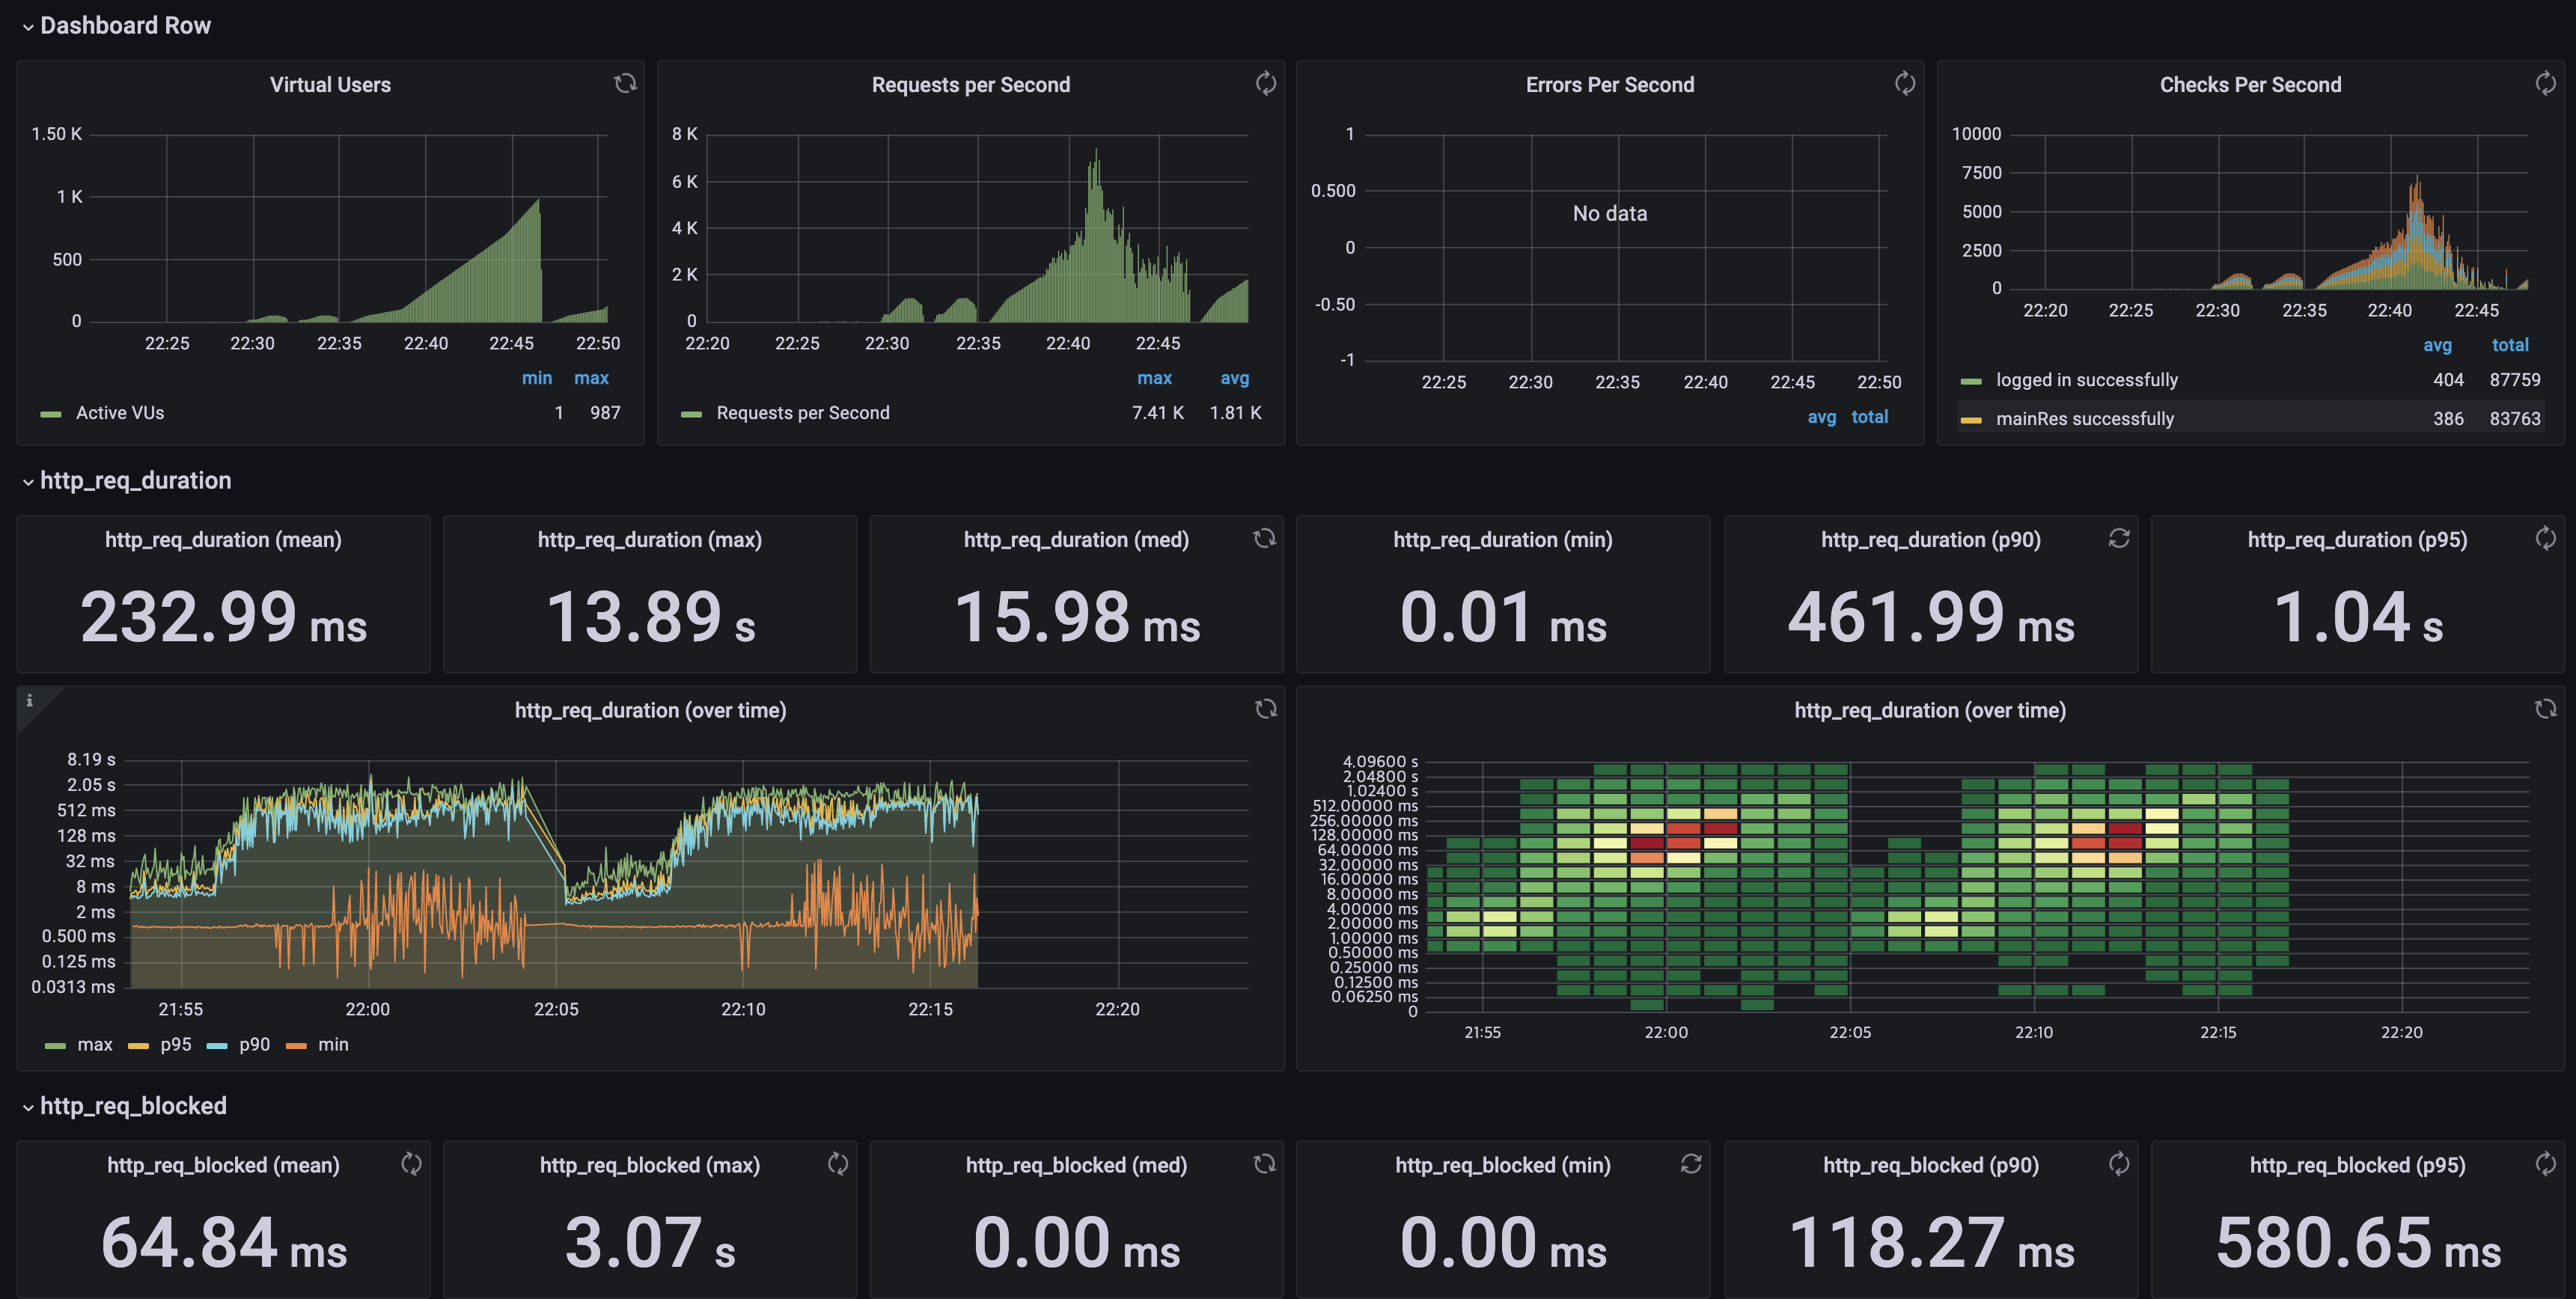 Dashboard Row
Virtual Users
1.50 K
1 K
500
0
22:25 22:30 22:35 22:40 22:45 22:50
min max
Active VUs 1 987
Requests per Second
8 K
6 K
4 K
2 K
0
22:20 22:25 22:30 22:35 22:40 22:45
max avg
Requests per Second 7.41 K 1.81 K
Errors Per Second
1
0.500
0
-0.50
-1
No data
22:25 22:30 22:35 22:40 22:45 22:50
avg total
Checks Per Second
10000
7500
5000
2500
0
22:20 22:25 22:30 22:35 22:40 22:45
avg total
logged in successfully 404 87759
mainRes successfully 386 83763
http_req_duration
http_req_duration (mean)
232.99 ms
http_req_duration (max)
13.89 s
http_req_duration (med)
15.98 ms
http_req_duration (min)
0.01 ms
http_req_duration (p90)
461.99 ms
http_req_duration (p95)
1.04 s
i
http_req_duration (over time)
8.19 s
2.05 s
512 ms
128 ms
32 ms
8 ms
2 ms
0.500 ms
0.125 ms
0.0313 ms
21:55 22:00 22:05 22:10 22:15 22:20
max p95 p90 min
http_req_duration (over time)
4.09600 s
2.04800 s
1.02400 s
512.00000 ms
256.00000 ms
128.00000 ms
64.00000 ms
32.00000 ms
16.00000 ms
8.00000 ms
4.00000 ms
2.00000 ms
1.00000 ms
0.50000 ms
0.25000 ms
0.12500 ms
0.06250 ms
0
21:55 22:00 22:05 22:10 22:15 22:20
http_req_blocked
http_req_blocked (mean)
64.84 ms
http_req_blocked (max)
3.07 s
http_req_blocked (med)
0.00 ms
http_req_blocked (min)
0.00 ms
http_req_blocked (p90)
118.27 ms
http_req_blocked (p95)
580.65 ms